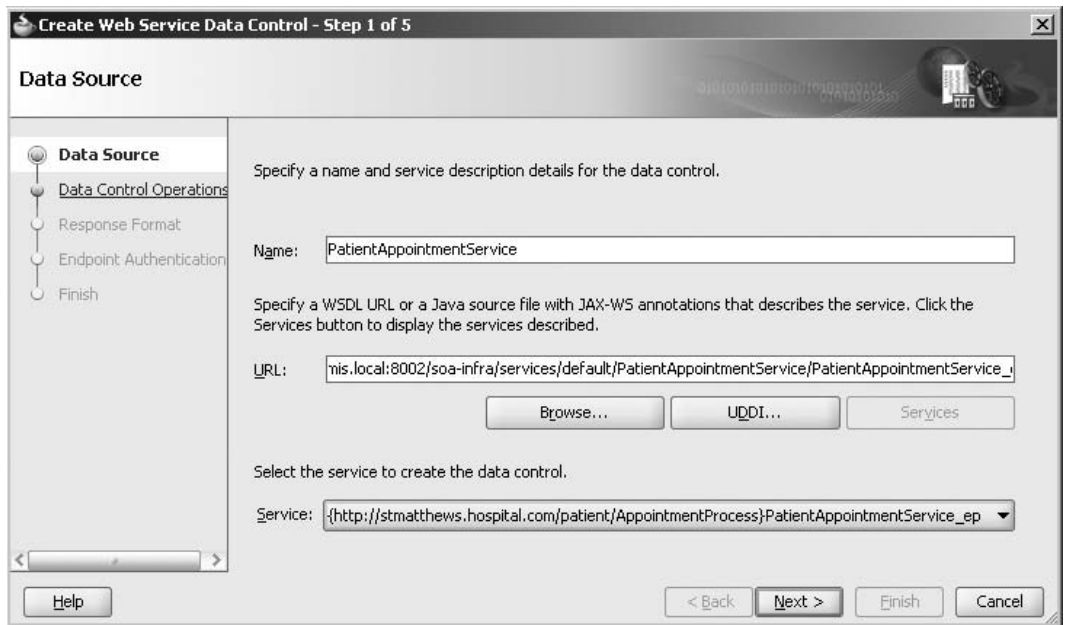 Create Web Service Data Control - Step 1 of 5
Data Source
Data Source
Data Control Operations
Response Format
Endpoint Authentication
Finish
Specify a name and service description details for the data control.
Name: PatientAppointmentService
Specify a WSDL URL or a Java source file with JAX-WS annotations that describes the service. Click the
Services button to display the services described.
URL: nis.local:8002/soa-infra/services/default/PatientAppointmentService/PatientAppointmentService_
Browse... UDDI... Services
Select the service to create the data control.
Service: {http://stmatthews.hospital.com/patient/AppointmentProcess}PatientAppointmentService_ep
Help < Back Next > Finish Cancel